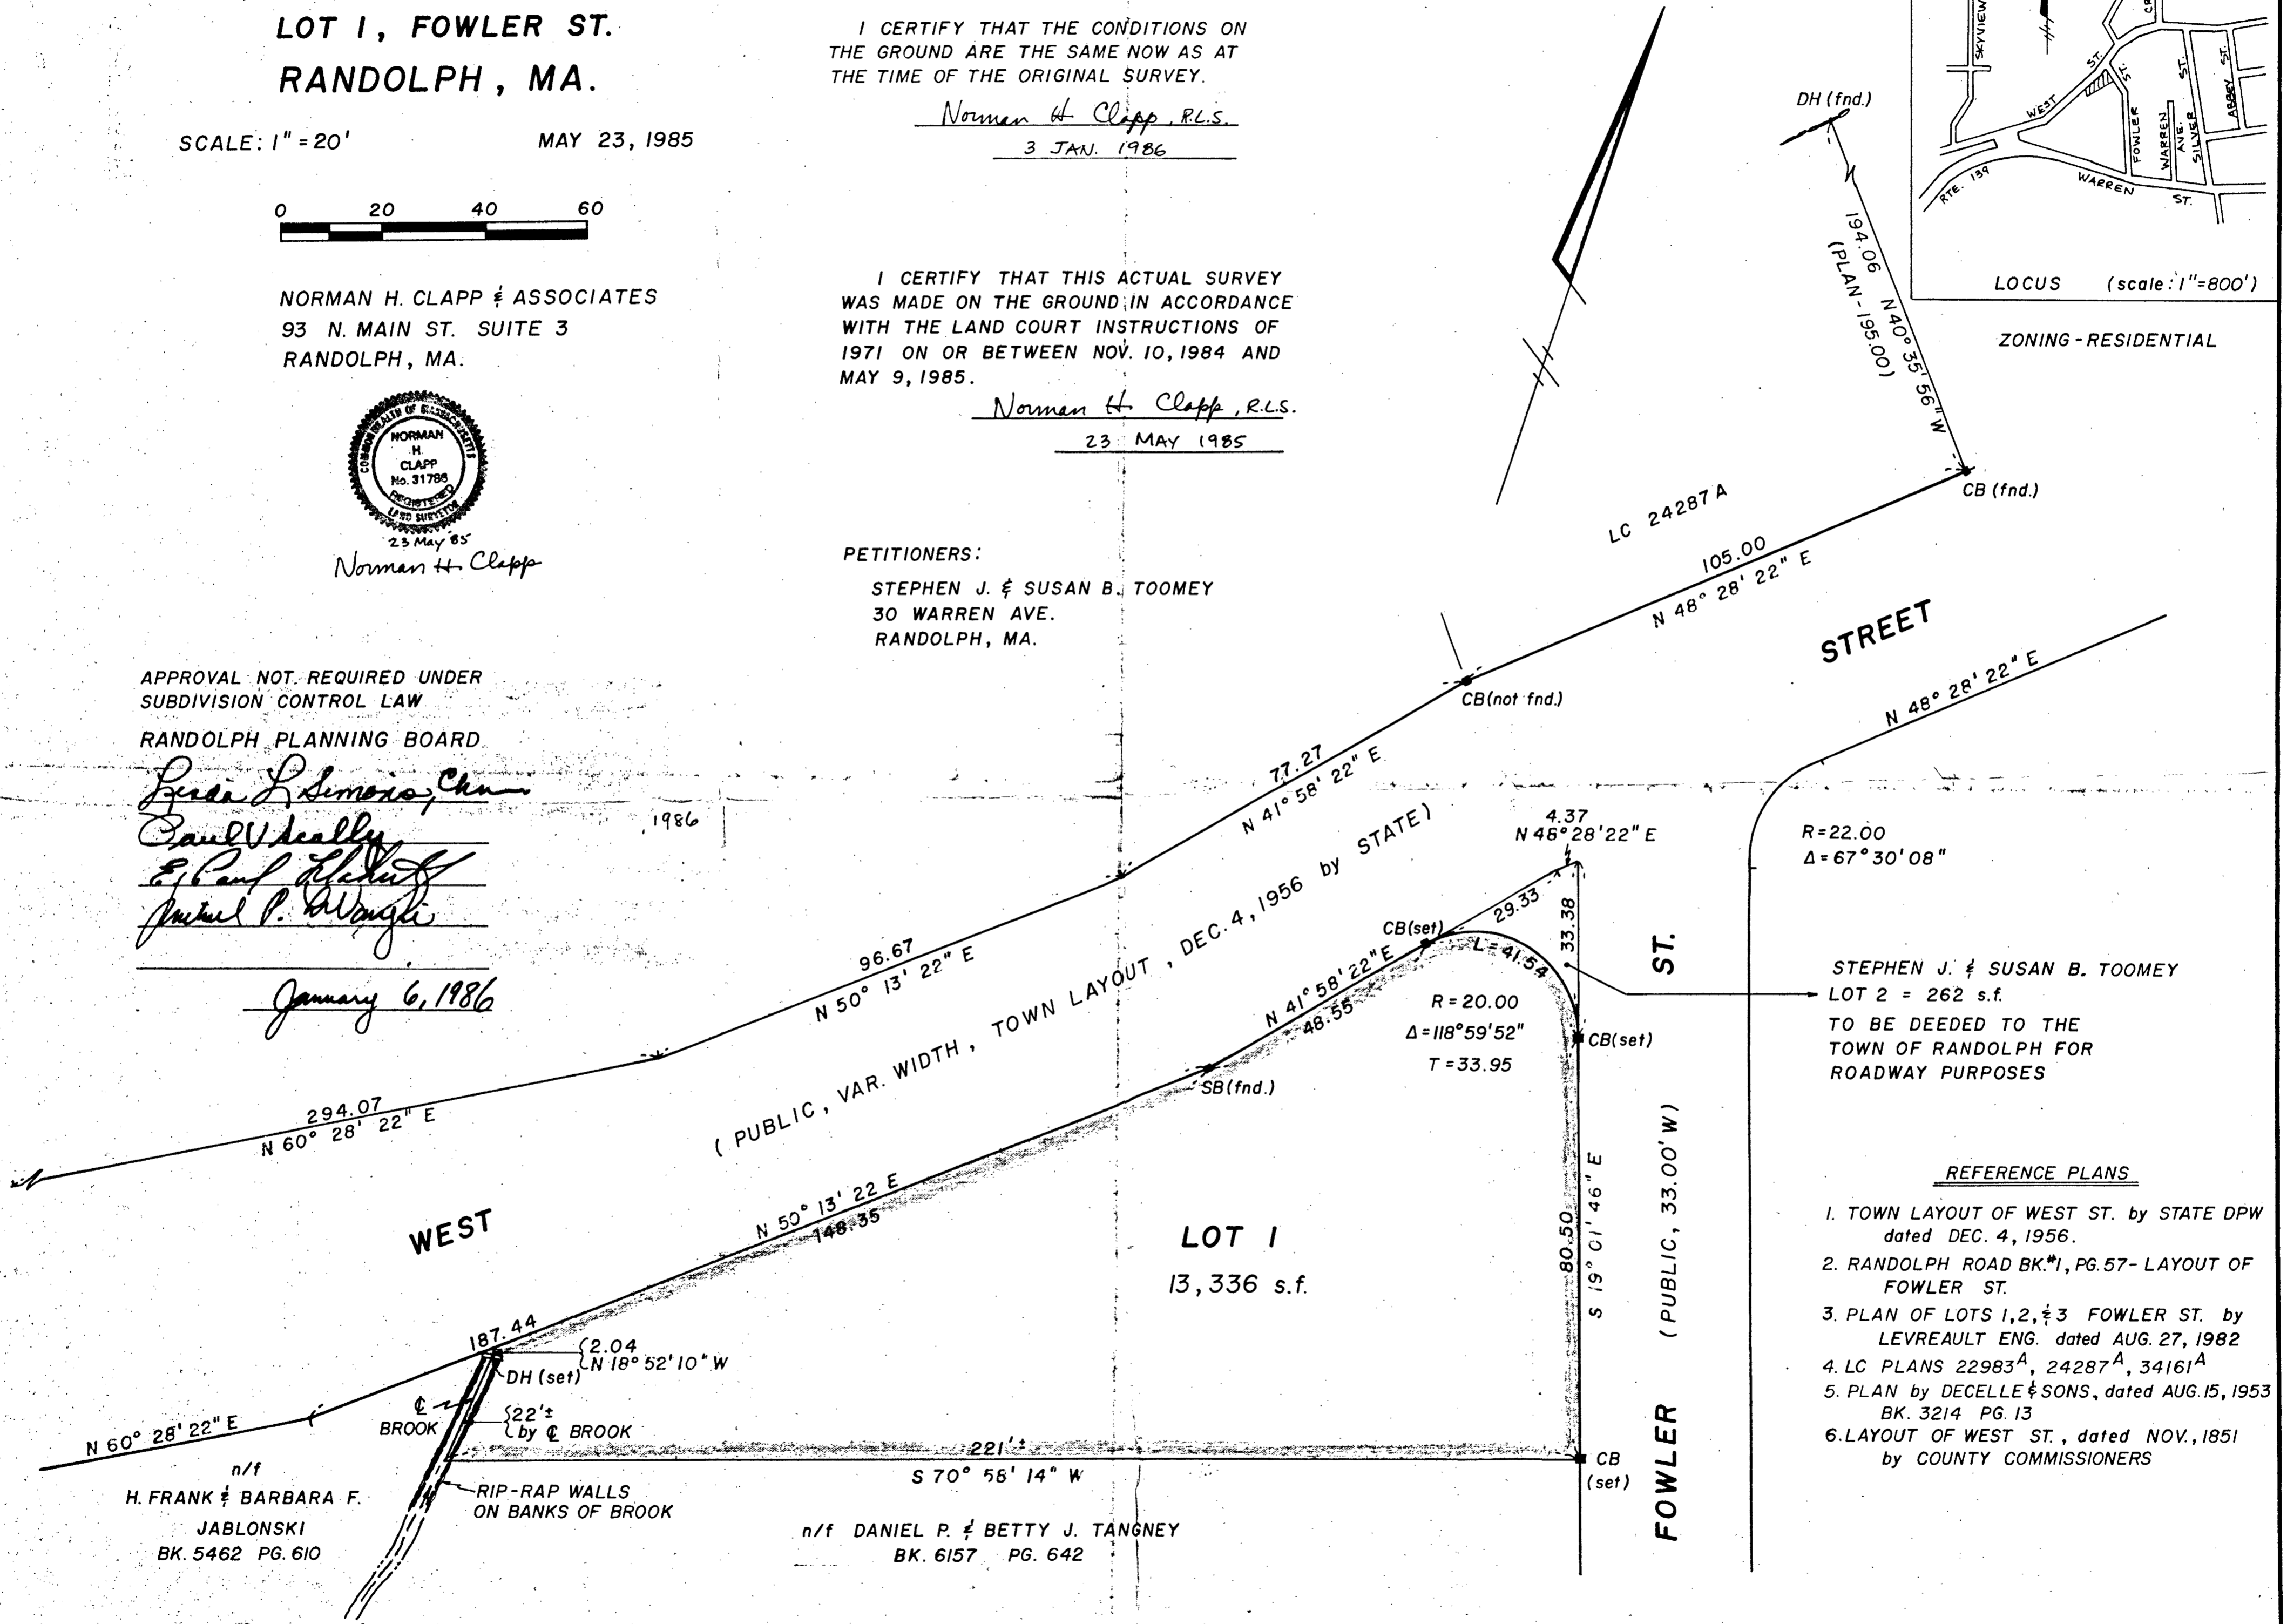 LOT 1, FOWLER ST.
RANDOLPH, MA.
SCALE: 1" = 20' MAY 23, 1985
0 20 40 60
NORMAN H. CLAPP & ASSOCIATES
93 N. MAIN ST. SUITE 3
RANDOLPH, MA.
COMMONWEALTH OF MASSACHUSETTS
NORMAN
H.
CLAPP
No. 31786
REGISTERED
LAND SURVEYOR
23 May 85
Norman H. Clapp
APPROVAL NOT REQUIRED UNDER
SUBDIVISION CONTROL LAW
RANDOLPH PLANNING BOARD
Linda L. Simons, Chm
, 1986
January 6, 1986
I CERTIFY THAT THE CONDITIONS ON
THE GROUND ARE THE SAME NOW AS AT
THE TIME OF THE ORIGINAL SURVEY.
Norman H Clapp, R.L.S.
3 JAN. 1986
I CERTIFY THAT THIS ACTUAL SURVEY
WAS MADE ON THE GROUND IN ACCORDANCE
WITH THE LAND COURT INSTRUCTIONS OF
1971 ON OR BETWEEN NOV. 10, 1984 AND
MAY 9, 1985.
Norman H. Clapp, R.L.S.
23 MAY 1985
PETITIONERS:
STEPHEN J. & SUSAN B. TOOMEY
30 WARREN AVE.
RANDOLPH, MA.
SKYVIEW
CR
WEST ST.
FOWLER ST.
WARREN AVE.
SILVER ST.
ABBEY ST.
RTE. 139
WARREN ST.
LOCUS (scale: 1"=800')
ZONING - RESIDENTIAL
DH (fnd.)
194.06 N 40° 35' 56" W
(PLAN - 195.00)
CB (fnd.)
LC 24287 A
105.00
N 48° 28' 22" E
STREET
N 48° 28' 22" E
CB (not fnd.)
77.27
N 41° 58' 22" E
4.37
N 48° 28' 22" E
R=22.00
Δ=67° 30' 08"
96.67
N 50° 13' 22" E
( PUBLIC, VAR. WIDTH, TOWN LAYOUT, DEC. 4, 1956 by STATE)
29.33
33.38
CB (set)
L=41.54
N 41° 58' 22" E
48.55
R=20.00
Δ=118° 59' 52"
T=33.95
CB (set)
ST.
STEPHEN J. & SUSAN B. TOOMEY
LOT 2 = 262 s.f.
TO BE DEEDED TO THE
TOWN OF RANDOLPH FOR
ROADWAY PURPOSES
SB (fnd.)
294.07
N 60° 28' 22" E
WEST
N 50° 13' 22 E
148.35
LOT 1
13,336 s.f.
80.50
S 19° 01' 46" E
(PUBLIC, 33.00' W)
FOWLER
REFERENCE PLANS
1. TOWN LAYOUT OF WEST ST. by STATE DPW
dated DEC. 4, 1956.
2. RANDOLPH ROAD BK.#1, PG. 57- LAYOUT OF
FOWLER ST.
3. PLAN OF LOTS 1,2,&3 FOWLER ST. by
LEVREAULT ENG. dated AUG. 27, 1982
4. LC PLANS 22983A, 24287A, 34161A
5. PLAN by DECELLE & SONS, dated AUG. 15, 1953
BK. 3214 PG. 13
6. LAYOUT OF WEST ST., dated NOV., 1851
by COUNTY COMMISSIONERS
187.44
2.04
N 18° 52' 10" W
DH (set)
℄
BROOK
22'±
by ℄ BROOK
N 60° 28' 22" E
221'±
S 70° 58' 14" W
CB
(set)
n/f
H. FRANK & BARBARA F.
JABLONSKI
BK. 5462 PG. 610
RIP-RAP WALLS
ON BANKS OF BROOK
n/f DANIEL P. & BETTY J. TANGNEY
BK. 6157 PG. 642